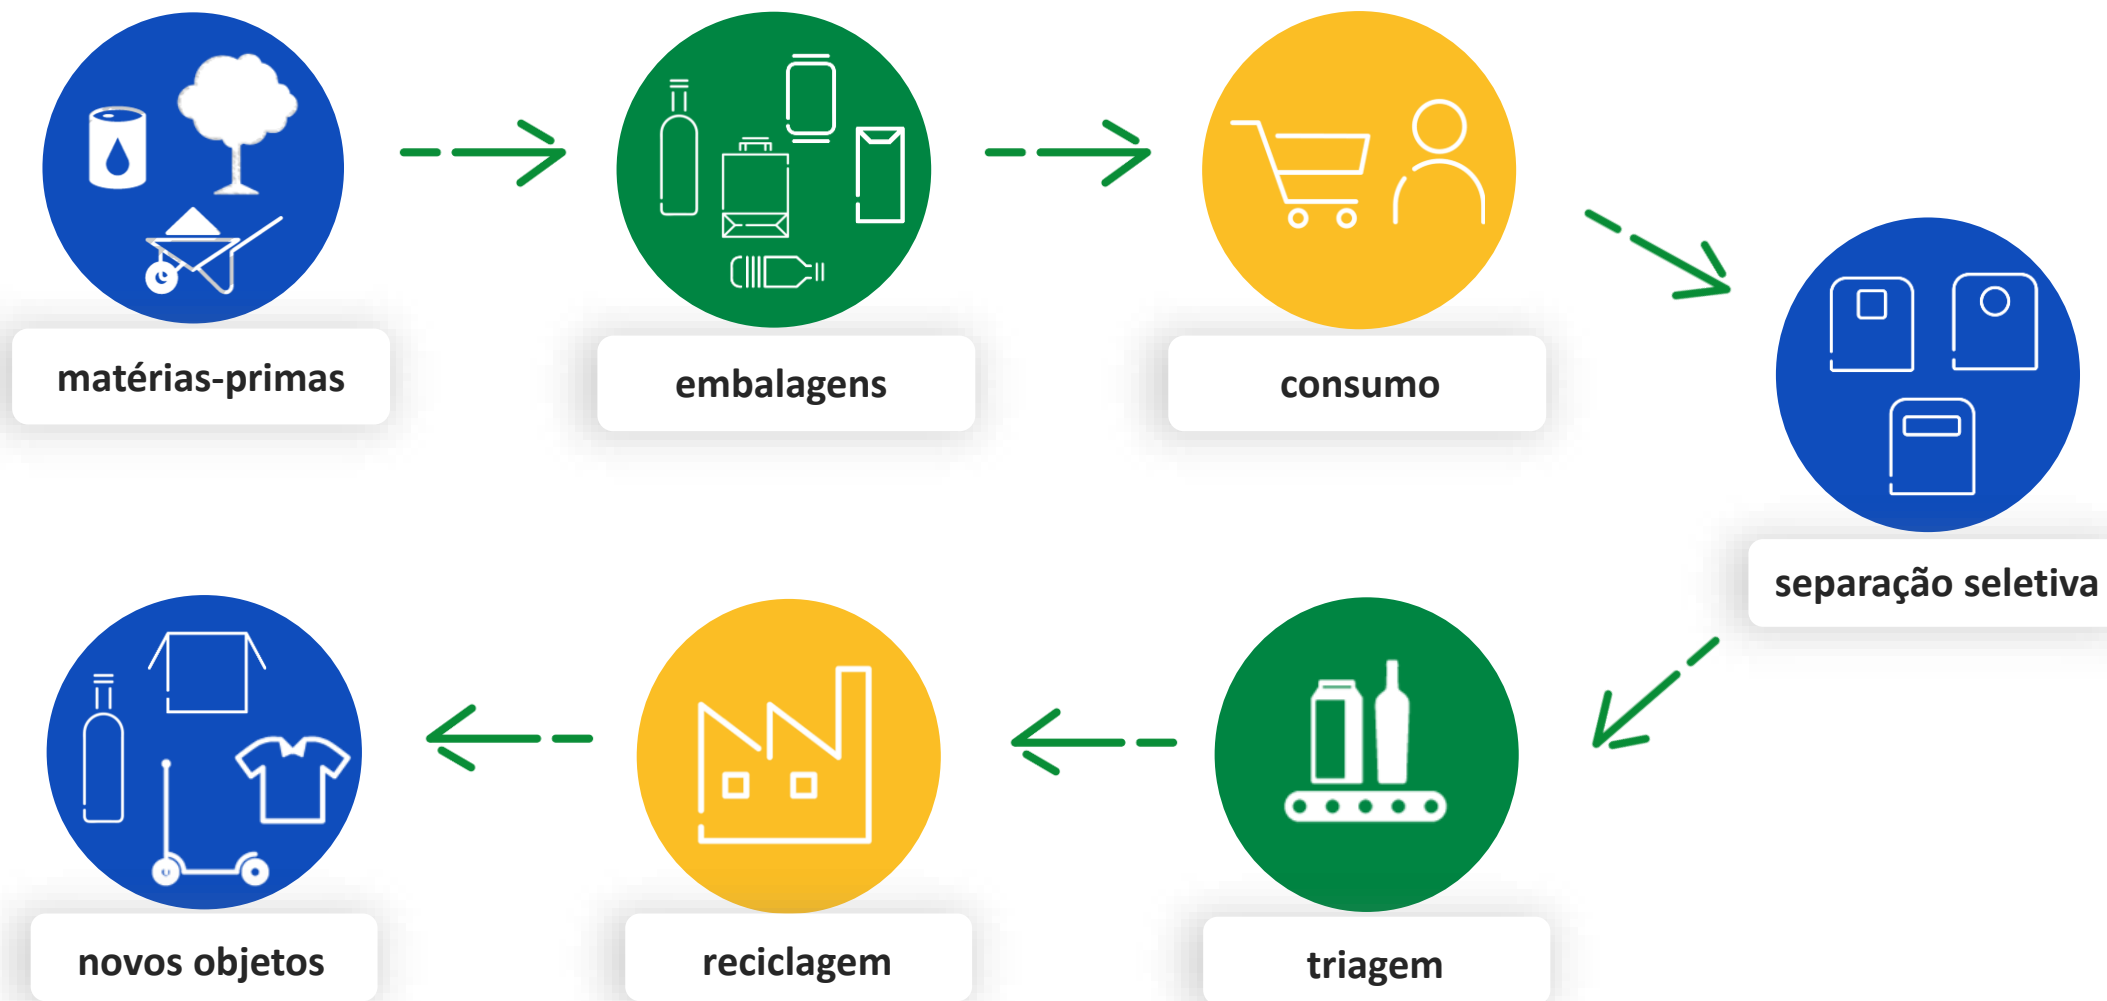 matérias-primas
embalagens
consumo
separação seletiva
triagem
reciclagem
novos objetos